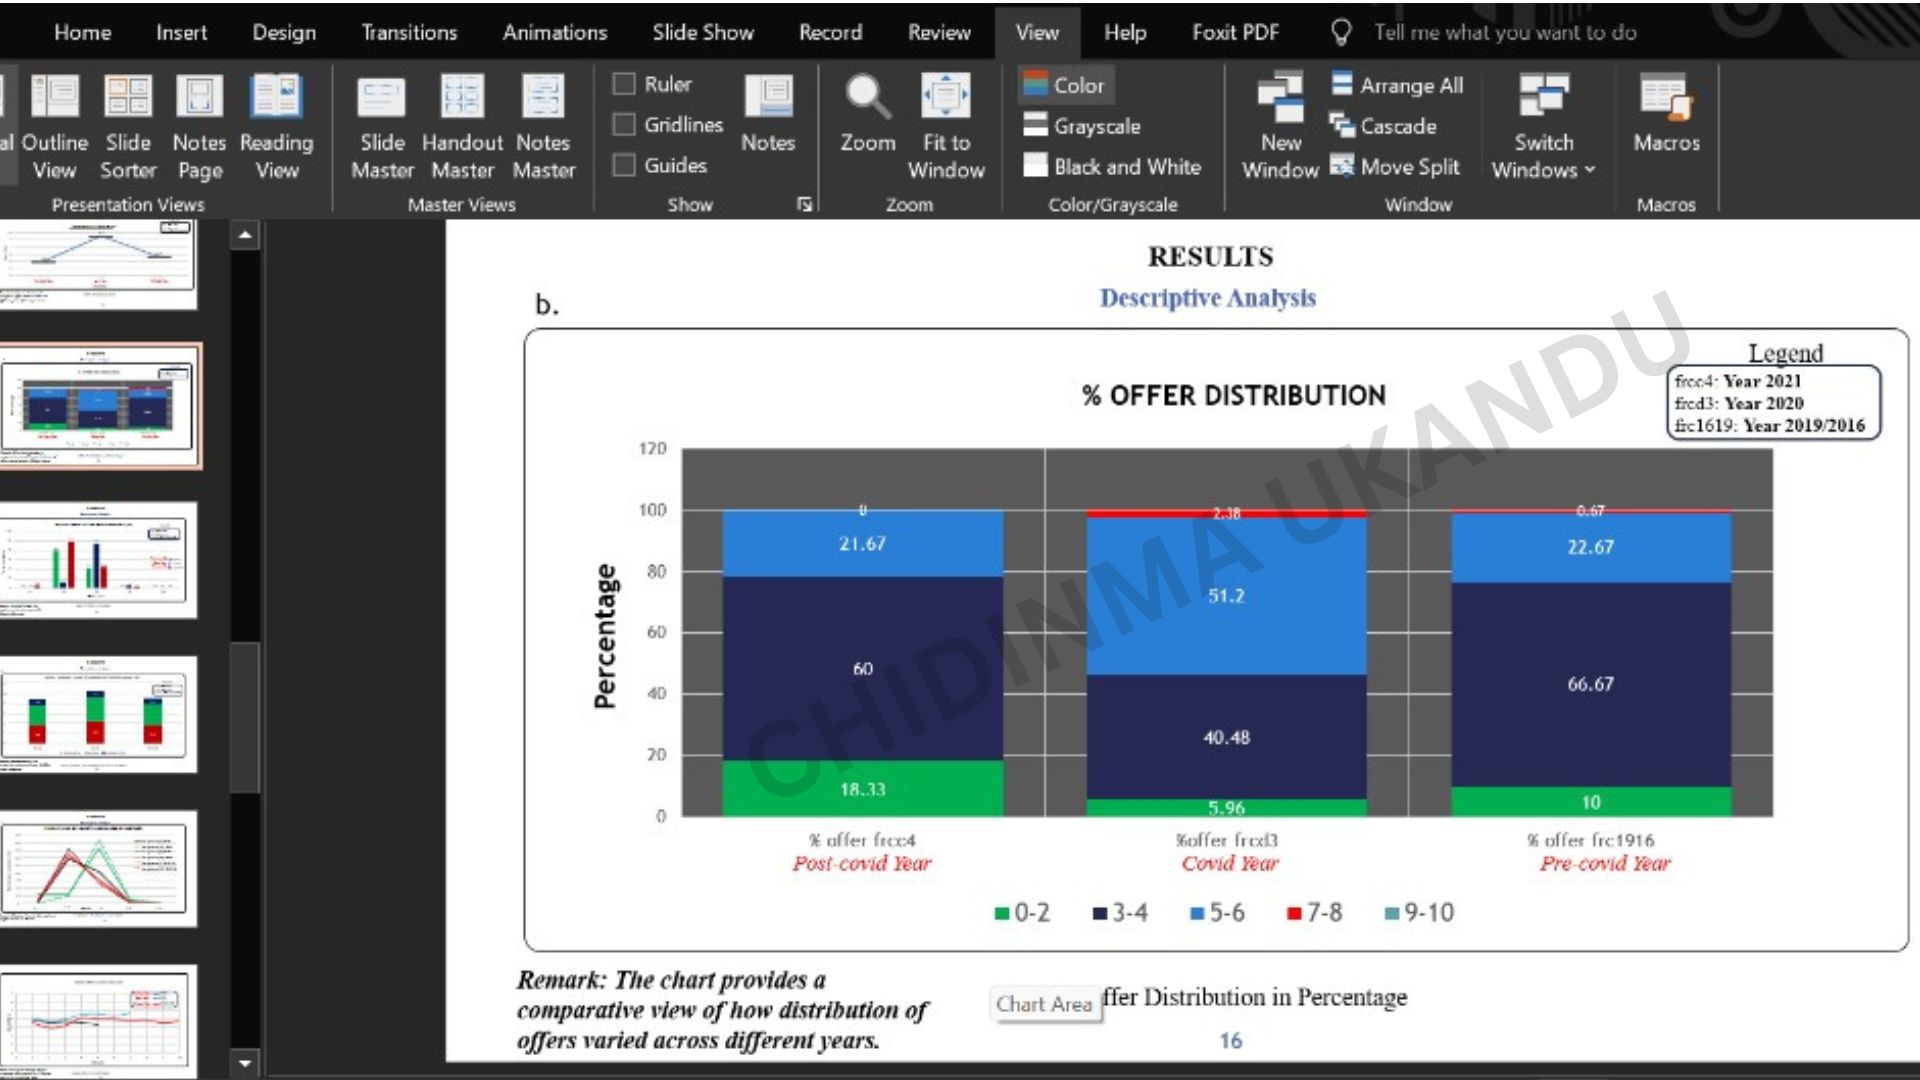 Home Insert Design Transitions Animations Slide Show Record Review View Help Foxit PDF Tell me what you want to do
al Outline View Slide Sorter Notes Page Reading View
Presentation Views
Slide Master Handout Master Notes Master
Master Views
Ruler
Gridlines
Guides
Notes
Show
Zoom Fit to Window
Zoom
Color
Grayscale
Black and White
Color/Grayscale
New Window
Arrange All
Cascade
Move Split
Switch Windows
Window
Macros
Macros
RESULTS
Descriptive Analysis
b.
Legend
frcc4: Year 2021
frcd3: Year 2020
frc1619: Year 2019/2016
% OFFER DISTRIBUTION
Percentage
120
100
80
60
40
20
0
0
21.67
60
18.33
2.38
51.2
40.48
5.96
0.67
22.67
66.67
10
% offer frcc4 %offer frcd3 % offer frc1916
Post-covid Year Covid Year Pre-covid Year
0-2 3-4 5-6 7-8 9-10
CHIDINMA UKANDU
Remark: The chart provides a
comparative view of how distribution of
offers varied across different years.
Chart Area ffer Distribution in Percentage
16